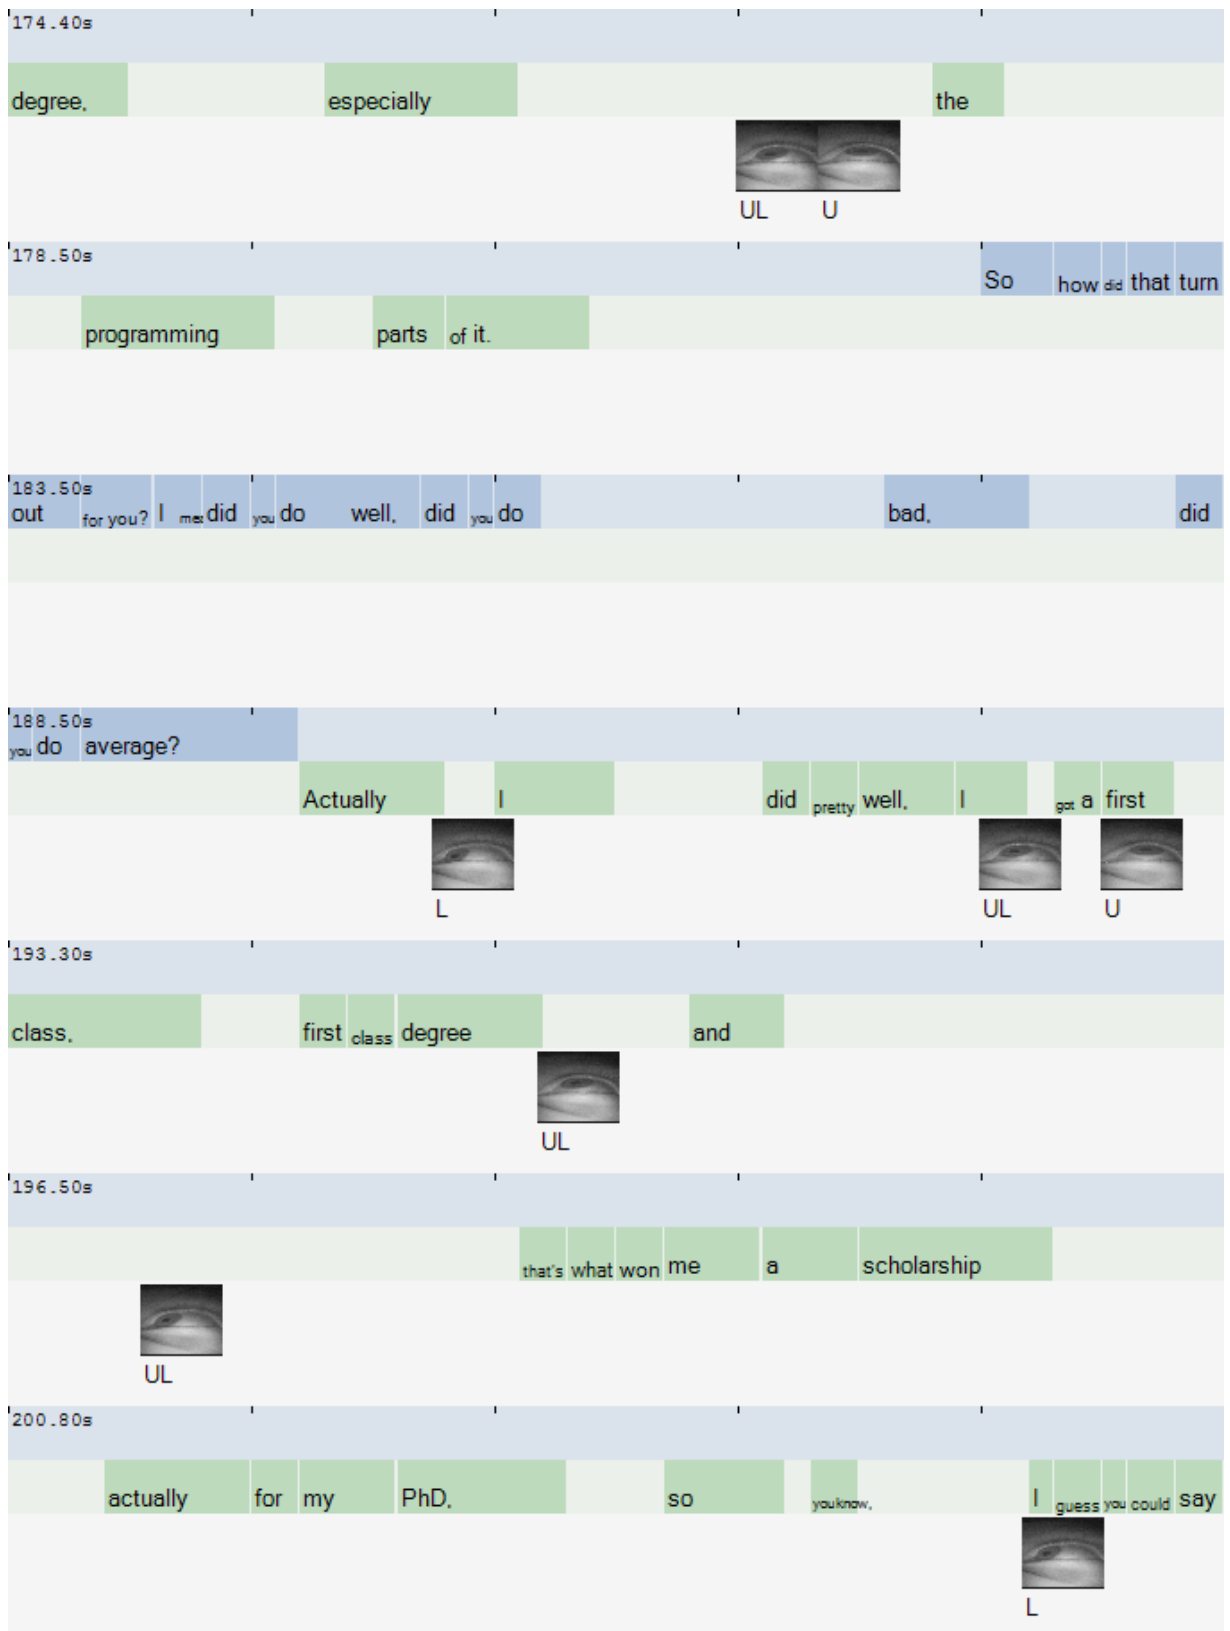 174.40s
degree, especially the
UL U
178.50s
So how did that turn
programming parts of it.
183.50s
out for you? I mea did you do well, did you do bad, did
188.50s
you do average?
Actually I did pretty well, I got a first
L UL U
193.30s
class, first class degree and
UL
196.50s
that's what won me a scholarship
UL
200.80s
actually for my PhD, so you know, I guess you could say
L